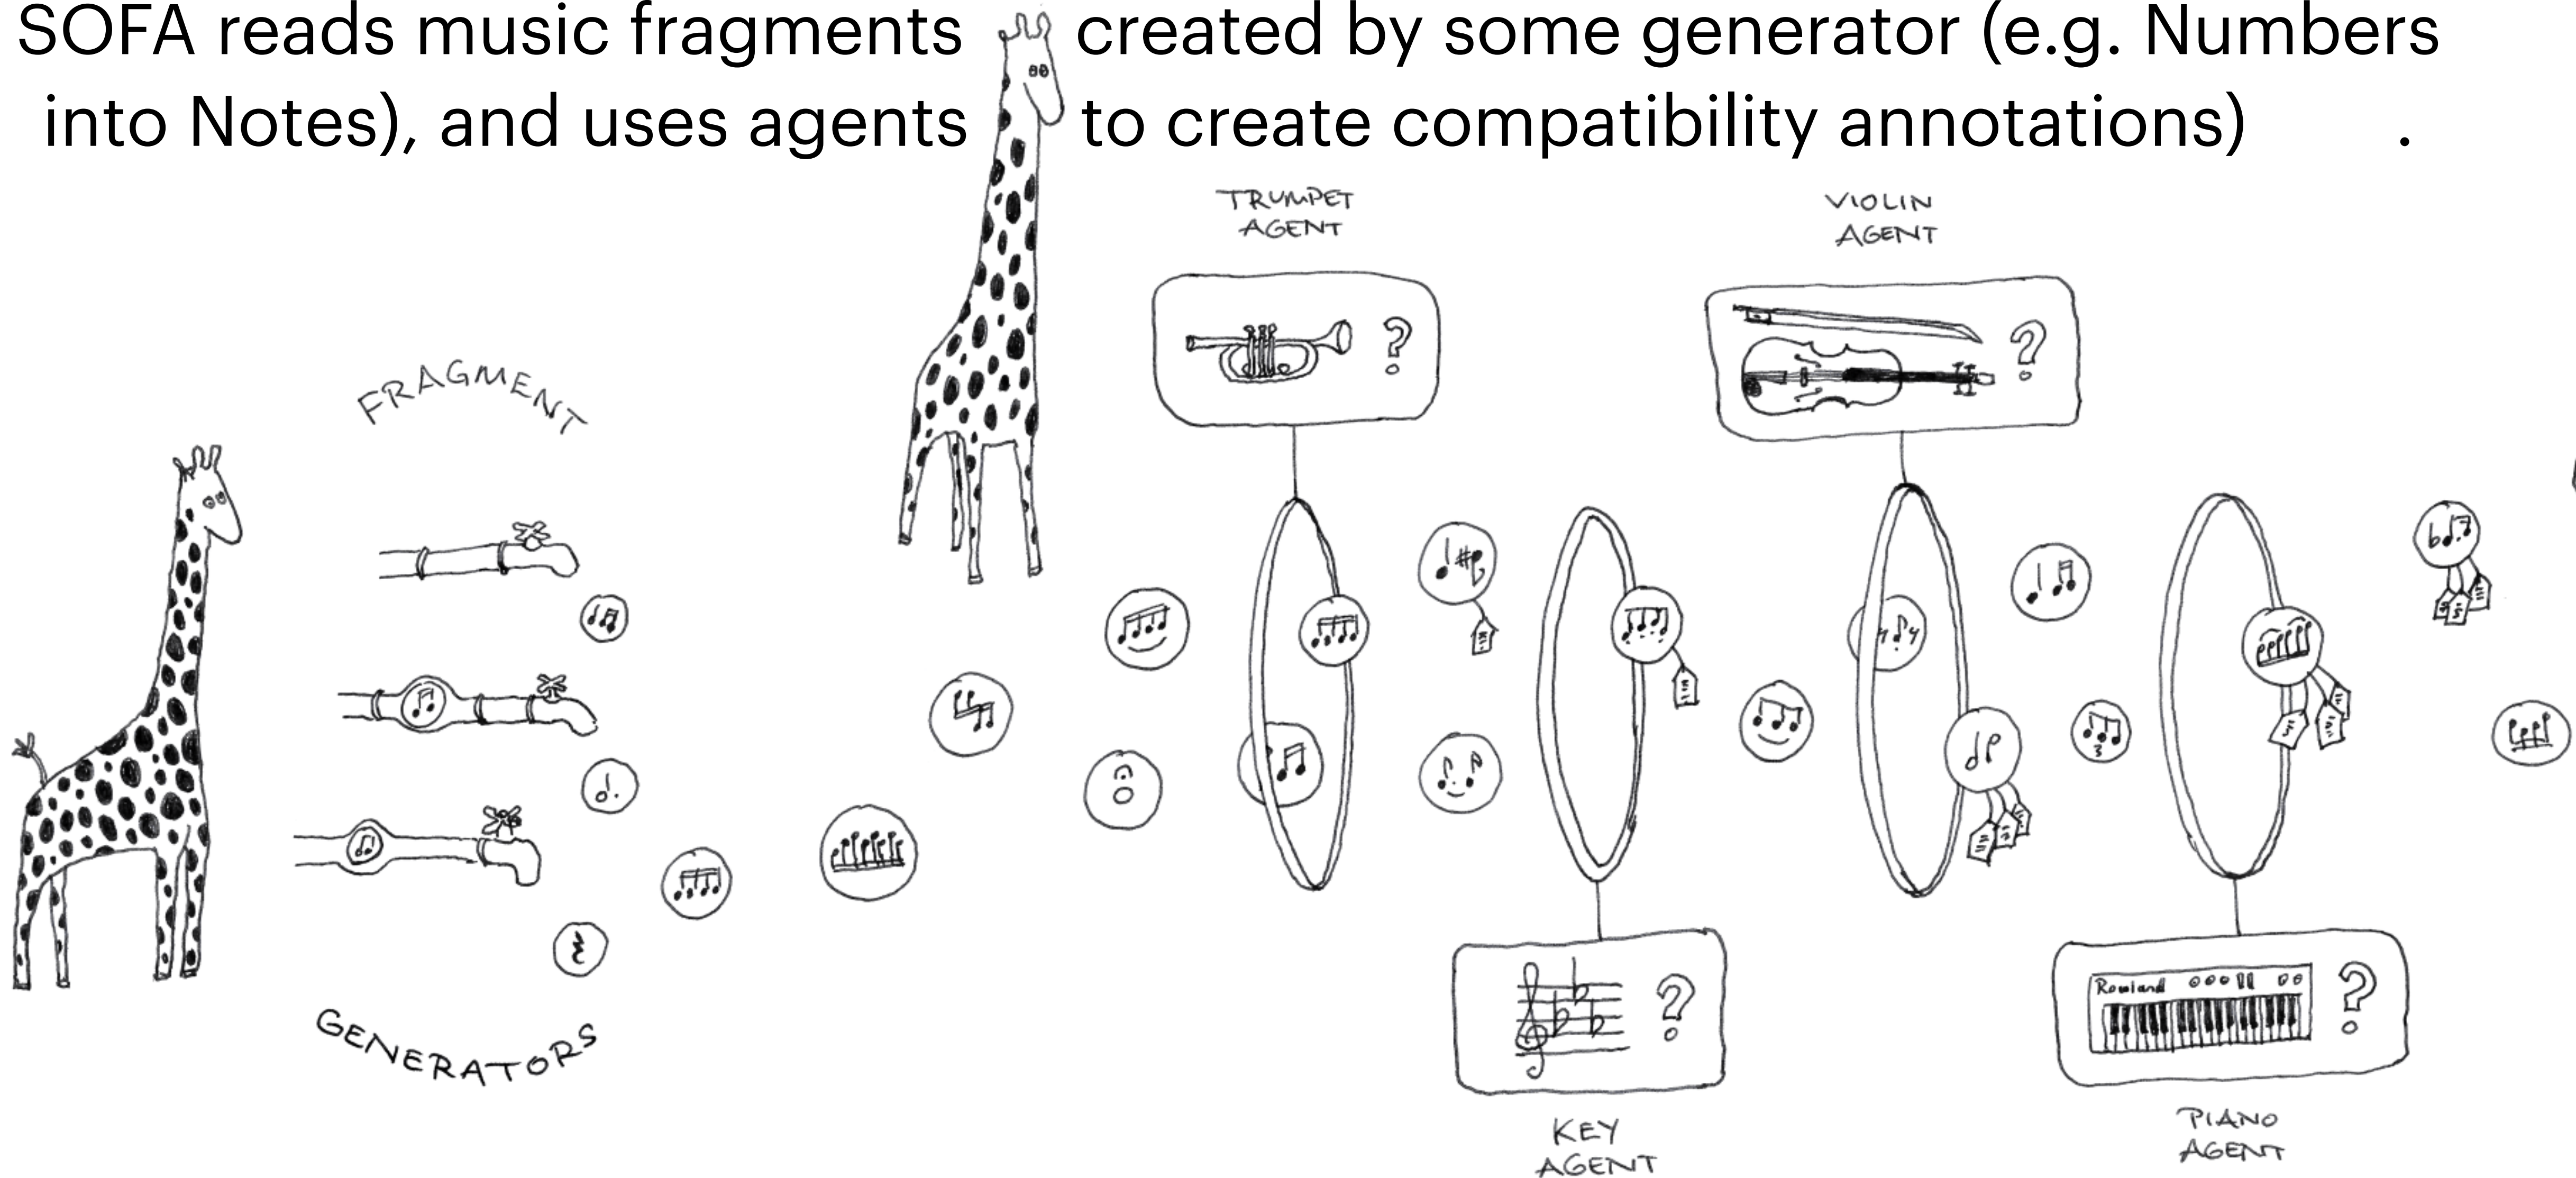 SOFA reads music fragments created by some generator (e.g. Numbers
into Notes), and uses agents to create compatibility annotations) .
TRUMPET
AGENT
VIOLIN
AGENT
?
?
FRAGMENT
GENERATORS
?
Rowland
?
KEY
AGENT
PIANO
AGENT